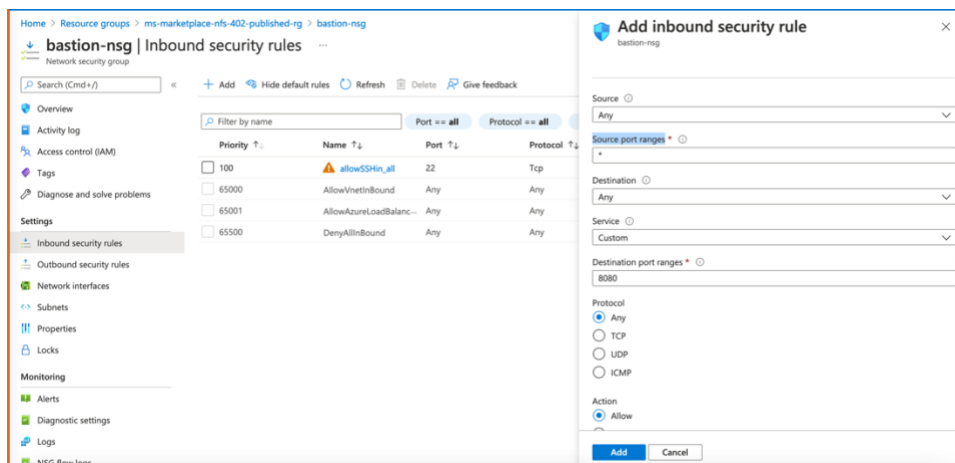 Home > Resource groups > ms-marketplace-nfs-402-published-rg > bastion-nsg
bastion-nsg | Inbound security rules ...
Network security group
Search (Cmd+/)
«
Overview
Activity log
Access control (IAM)
Tags
Diagnose and solve problems
Settings
Inbound security rules
Outbound security rules
Network interfaces
Subnets
Properties
Locks
Monitoring
Alerts
Diagnostic settings
Logs
NSG flow logs
+ Add Hide default rules Refresh Delete Give feedback
Filter by name Port == all Protocol == all
Priority ↑↓ Name ↑↓ Port ↑↓ Protocol ↑↓
100 allowSSHin_all 22 Tcp
65000 AllowVnetInBound Any Any
65001 AllowAzureLoadBalanc... Any Any
65500 DenyAllInBound Any Any
Add inbound security rule
bastion-nsg
Source
Any
Source port ranges *
*
Destination
Any
Service
Custom
Destination port ranges *
8080
Protocol
Any
TCP
UDP
ICMP
Action
Allow
Add Cancel